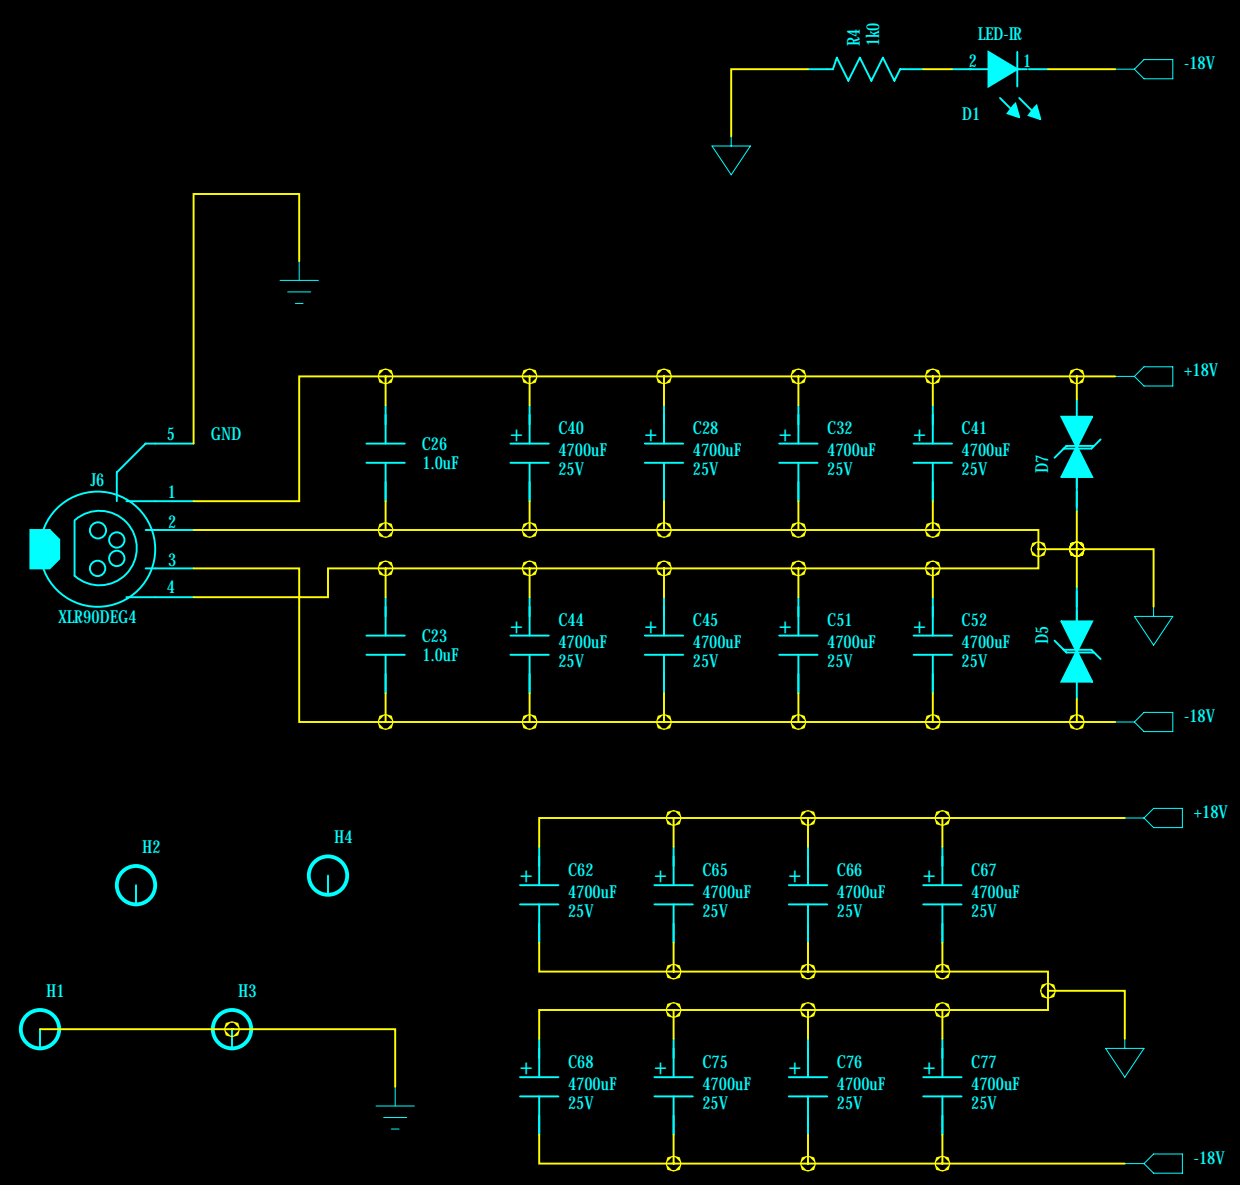 R4
1k0
LED-IR
2
1
-18V
D1
+18V
5
GND
C26
1.0uF
+
C40
4700uF
25V
+
C28
4700uF
25V
+
C32
4700uF
25V
+
C41
4700uF
25V
D7
J6
1
2
3
4
XLR90DEG4
C23
1.0uF
+
C44
4700uF
25V
+
C45
4700uF
25V
+
C51
4700uF
25V
+
C52
4700uF
25V
D5
-18V
+18V
H2
H4
+
C62
4700uF
25V
+
C65
4700uF
25V
+
C66
4700uF
25V
+
C67
4700uF
25V
H1
H3
+
C68
4700uF
25V
+
C75
4700uF
25V
+
C76
4700uF
25V
+
C77
4700uF
25V
-18V